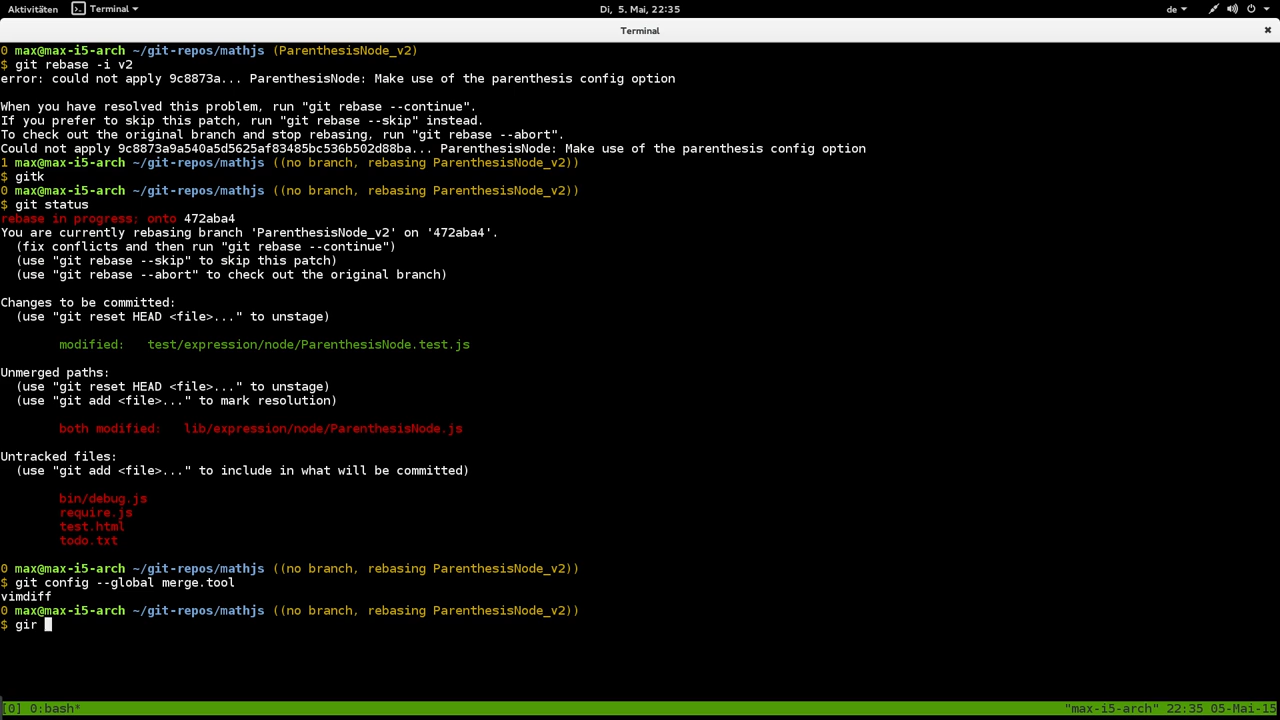 Aktivitäten Terminal Di, 5. Mai, 22:35 de
Terminal
0 max@max-i5-arch ~/git-repos/mathjs (ParenthesisNode_v2)
$ git rebase -i v2
error: could not apply 9c8873a... ParenthesisNode: Make use of the parenthesis config option
When you have resolved this problem, run "git rebase --continue".
If you prefer to skip this patch, run "git rebase --skip" instead.
To check out the original branch and stop rebasing, run "git rebase --abort".
Could not apply 9c8873a9a540a5d5625af83485bc536b502d88ba... ParenthesisNode: Make use of the parenthesis config option
1 max@max-i5-arch ~/git-repos/mathjs ((no branch, rebasing ParenthesisNode_v2))
$ gitk
0 max@max-i5-arch ~/git-repos/mathjs ((no branch, rebasing ParenthesisNode_v2))
$ git status
rebase in progress; onto 472aba4
You are currently rebasing branch 'ParenthesisNode_v2' on '472aba4'.
(fix conflicts and then run "git rebase --continue")
(use "git rebase --skip" to skip this patch)
(use "git rebase --abort" to check out the original branch)
Changes to be committed:
(use "git reset HEAD <file>..." to unstage)
modified: test/expression/node/ParenthesisNode.test.js
Unmerged paths:
(use "git reset HEAD <file>..." to unstage)
(use "git add <file>..." to mark resolution)
both modified: lib/expression/node/ParenthesisNode.js
Untracked files:
(use "git add <file>..." to include in what will be committed)
bin/debug.js
require.js
test.html
todo.txt
0 max@max-i5-arch ~/git-repos/mathjs ((no branch, rebasing ParenthesisNode_v2))
$ git config --global merge.tool
vimdiff
0 max@max-i5-arch ~/git-repos/mathjs ((no branch, rebasing ParenthesisNode_v2))
$ gir
[0] 0:bash* "max-i5-arch" 22:35 05-Mai-15